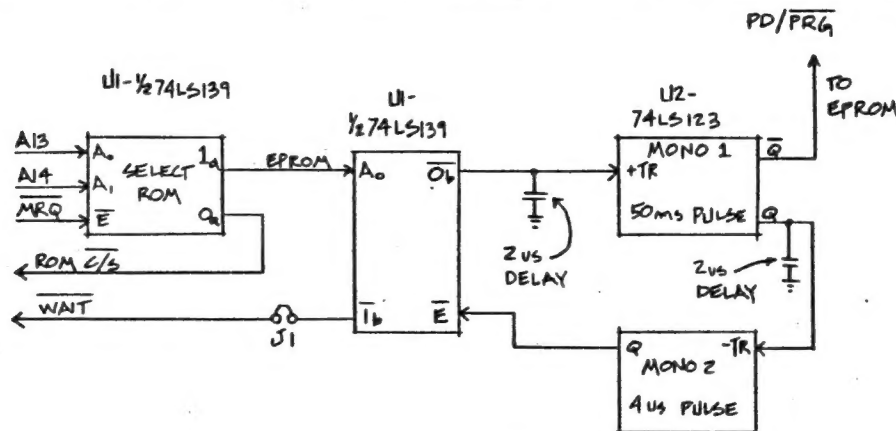 PD/PRG
TO
EPROM
U1-½74LS139
U1-
½74LS139
U2-
74LS123
A13
A14
MRQ
A0
A1
E
SELECT
ROM
1a
0a
EPROM
A0
0b
1b
E
+TR
MONO 1
50ms PULSE
Q
Q
2us
DELAY
2us
DELAY
ROM C/S
WAIT
J1
Q
-TR
MONO 2
4us PULSE